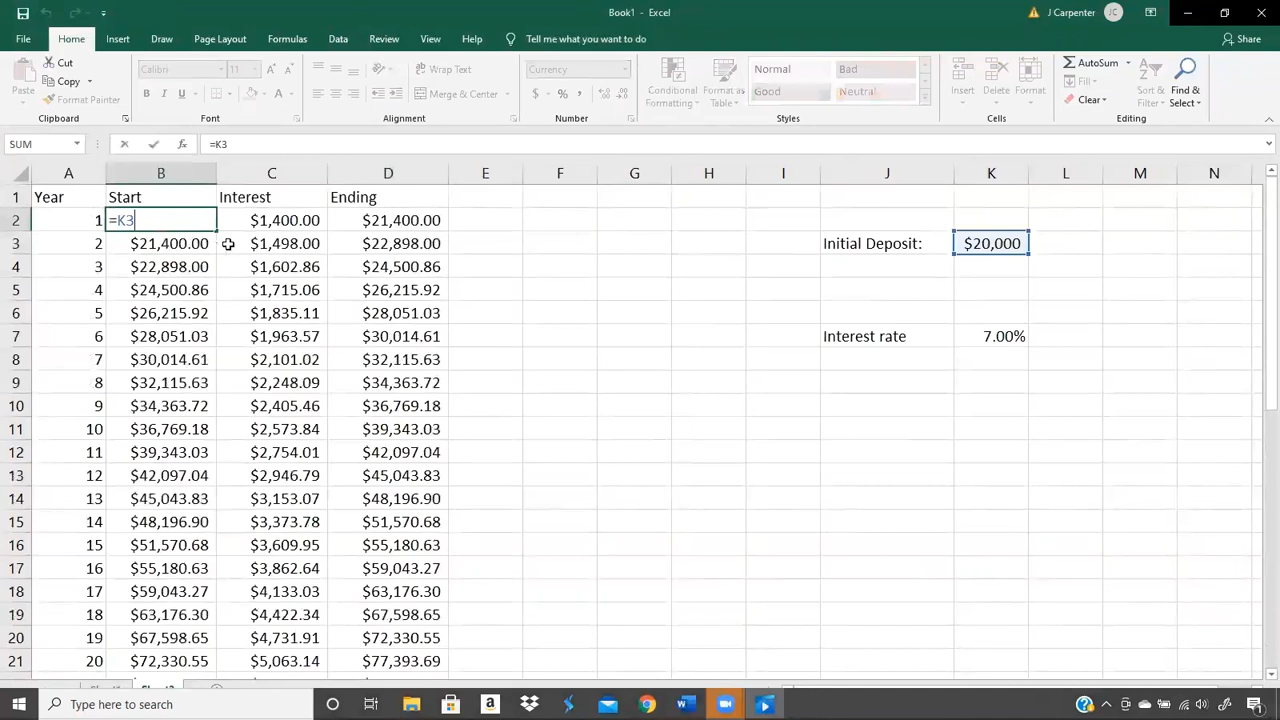 Book1 - Excel
J Carpenter JC
File Home Insert Draw Page Layout Formulas Data Review View Help Tell me what you want to do Share
Paste Cut Copy Format Painter
Calibri 11
B I U A A A
Wrap Text
Merge & Center
Currency
$ % ,
Conditional Formatting Format as Table
Normal Bad
Good Neutral
Insert Delete Format
AutoSum
Fill
Clear
Sort & Filter Find & Select
Clipboard Font Alignment Number Styles Cells Editing
SUM fx =K3
A B C D E F G H I J K L M N
1 Year Start Interest Ending
2 1 =K3 $1,400.00 $21,400.00
3 2 $21,400.00 $1,498.00 $22,898.00 Initial Deposit: $20,000
4 3 $22,898.00 $1,602.86 $24,500.86
5 4 $24,500.86 $1,715.06 $26,215.92
6 5 $26,215.92 $1,835.11 $28,051.03
7 6 $28,051.03 $1,963.57 $30,014.61 Interest rate 7.00%
8 7 $30,014.61 $2,101.02 $32,115.63
9 8 $32,115.63 $2,248.09 $34,363.72
10 9 $34,363.72 $2,405.46 $36,769.18
11 10 $36,769.18 $2,573.84 $39,343.03
12 11 $39,343.03 $2,754.01 $42,097.04
13 12 $42,097.04 $2,946.79 $45,043.83
14 13 $45,043.83 $3,153.07 $48,196.90
15 14 $48,196.90 $3,373.78 $51,570.68
16 15 $51,570.68 $3,609.95 $55,180.63
17 16 $55,180.63 $3,862.64 $59,043.27
18 17 $59,043.27 $4,133.03 $63,176.30
19 18 $63,176.30 $4,422.34 $67,598.65
20 19 $67,598.65 $4,731.91 $72,330.55
21 20 $72,330.55 $5,063.14 $77,393.69
Type here to search